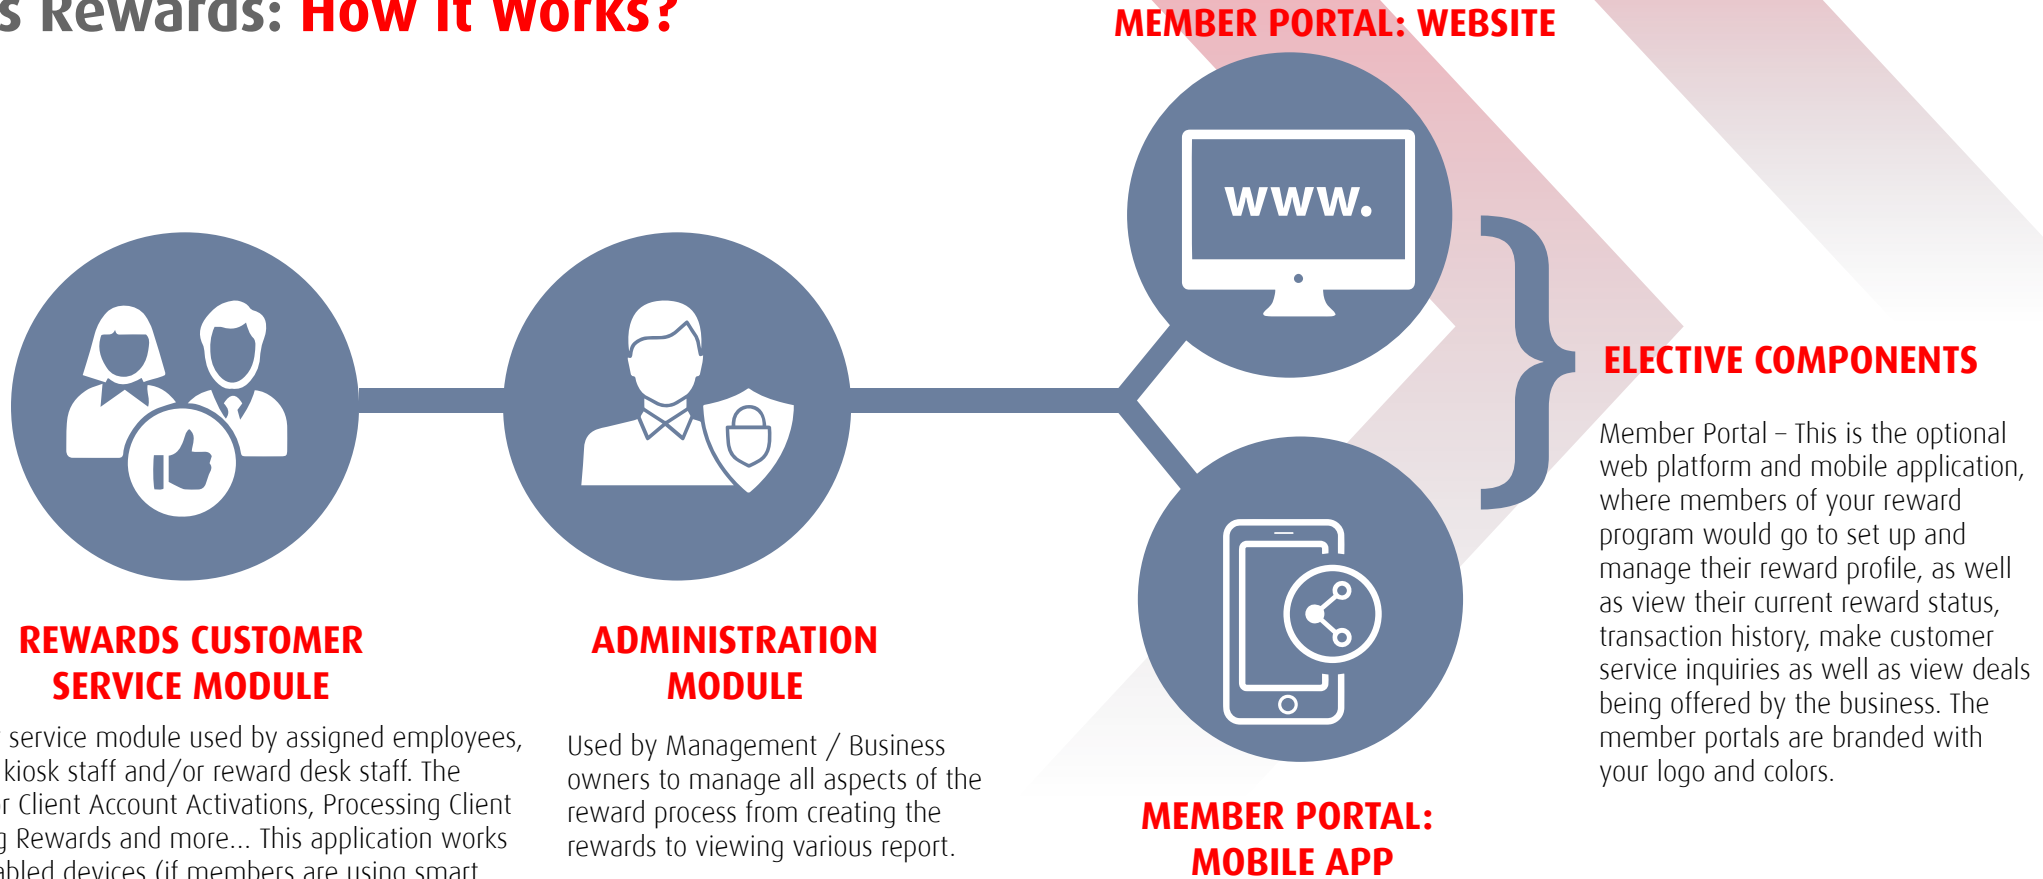 Rewards: How It Works?
MEMBER PORTAL: WEBSITE
www.
REWARDS CUSTOMER
SERVICE MODULE
service module used by assigned employees,
kiosk staff and/or reward desk staff. The
Client Account Activations, Processing Client
Rewards and more... This application works
devices (if members are using smart
ADMINISTRATION
MODULE
Used by Management / Business
owners to manage all aspects of the
reward process from creating the
rewards to viewing various report.
MEMBER PORTAL:
MOBILE APP
ELECTIVE COMPONENTS
Member Portal – This is the optional
web platform and mobile application,
where members of your reward
program would go to set up and
manage their reward profile, as well
as view their current reward status,
transaction history, make customer
service inquiries as well as view deals
being offered by the business. The
member portals are branded with
your logo and colors.